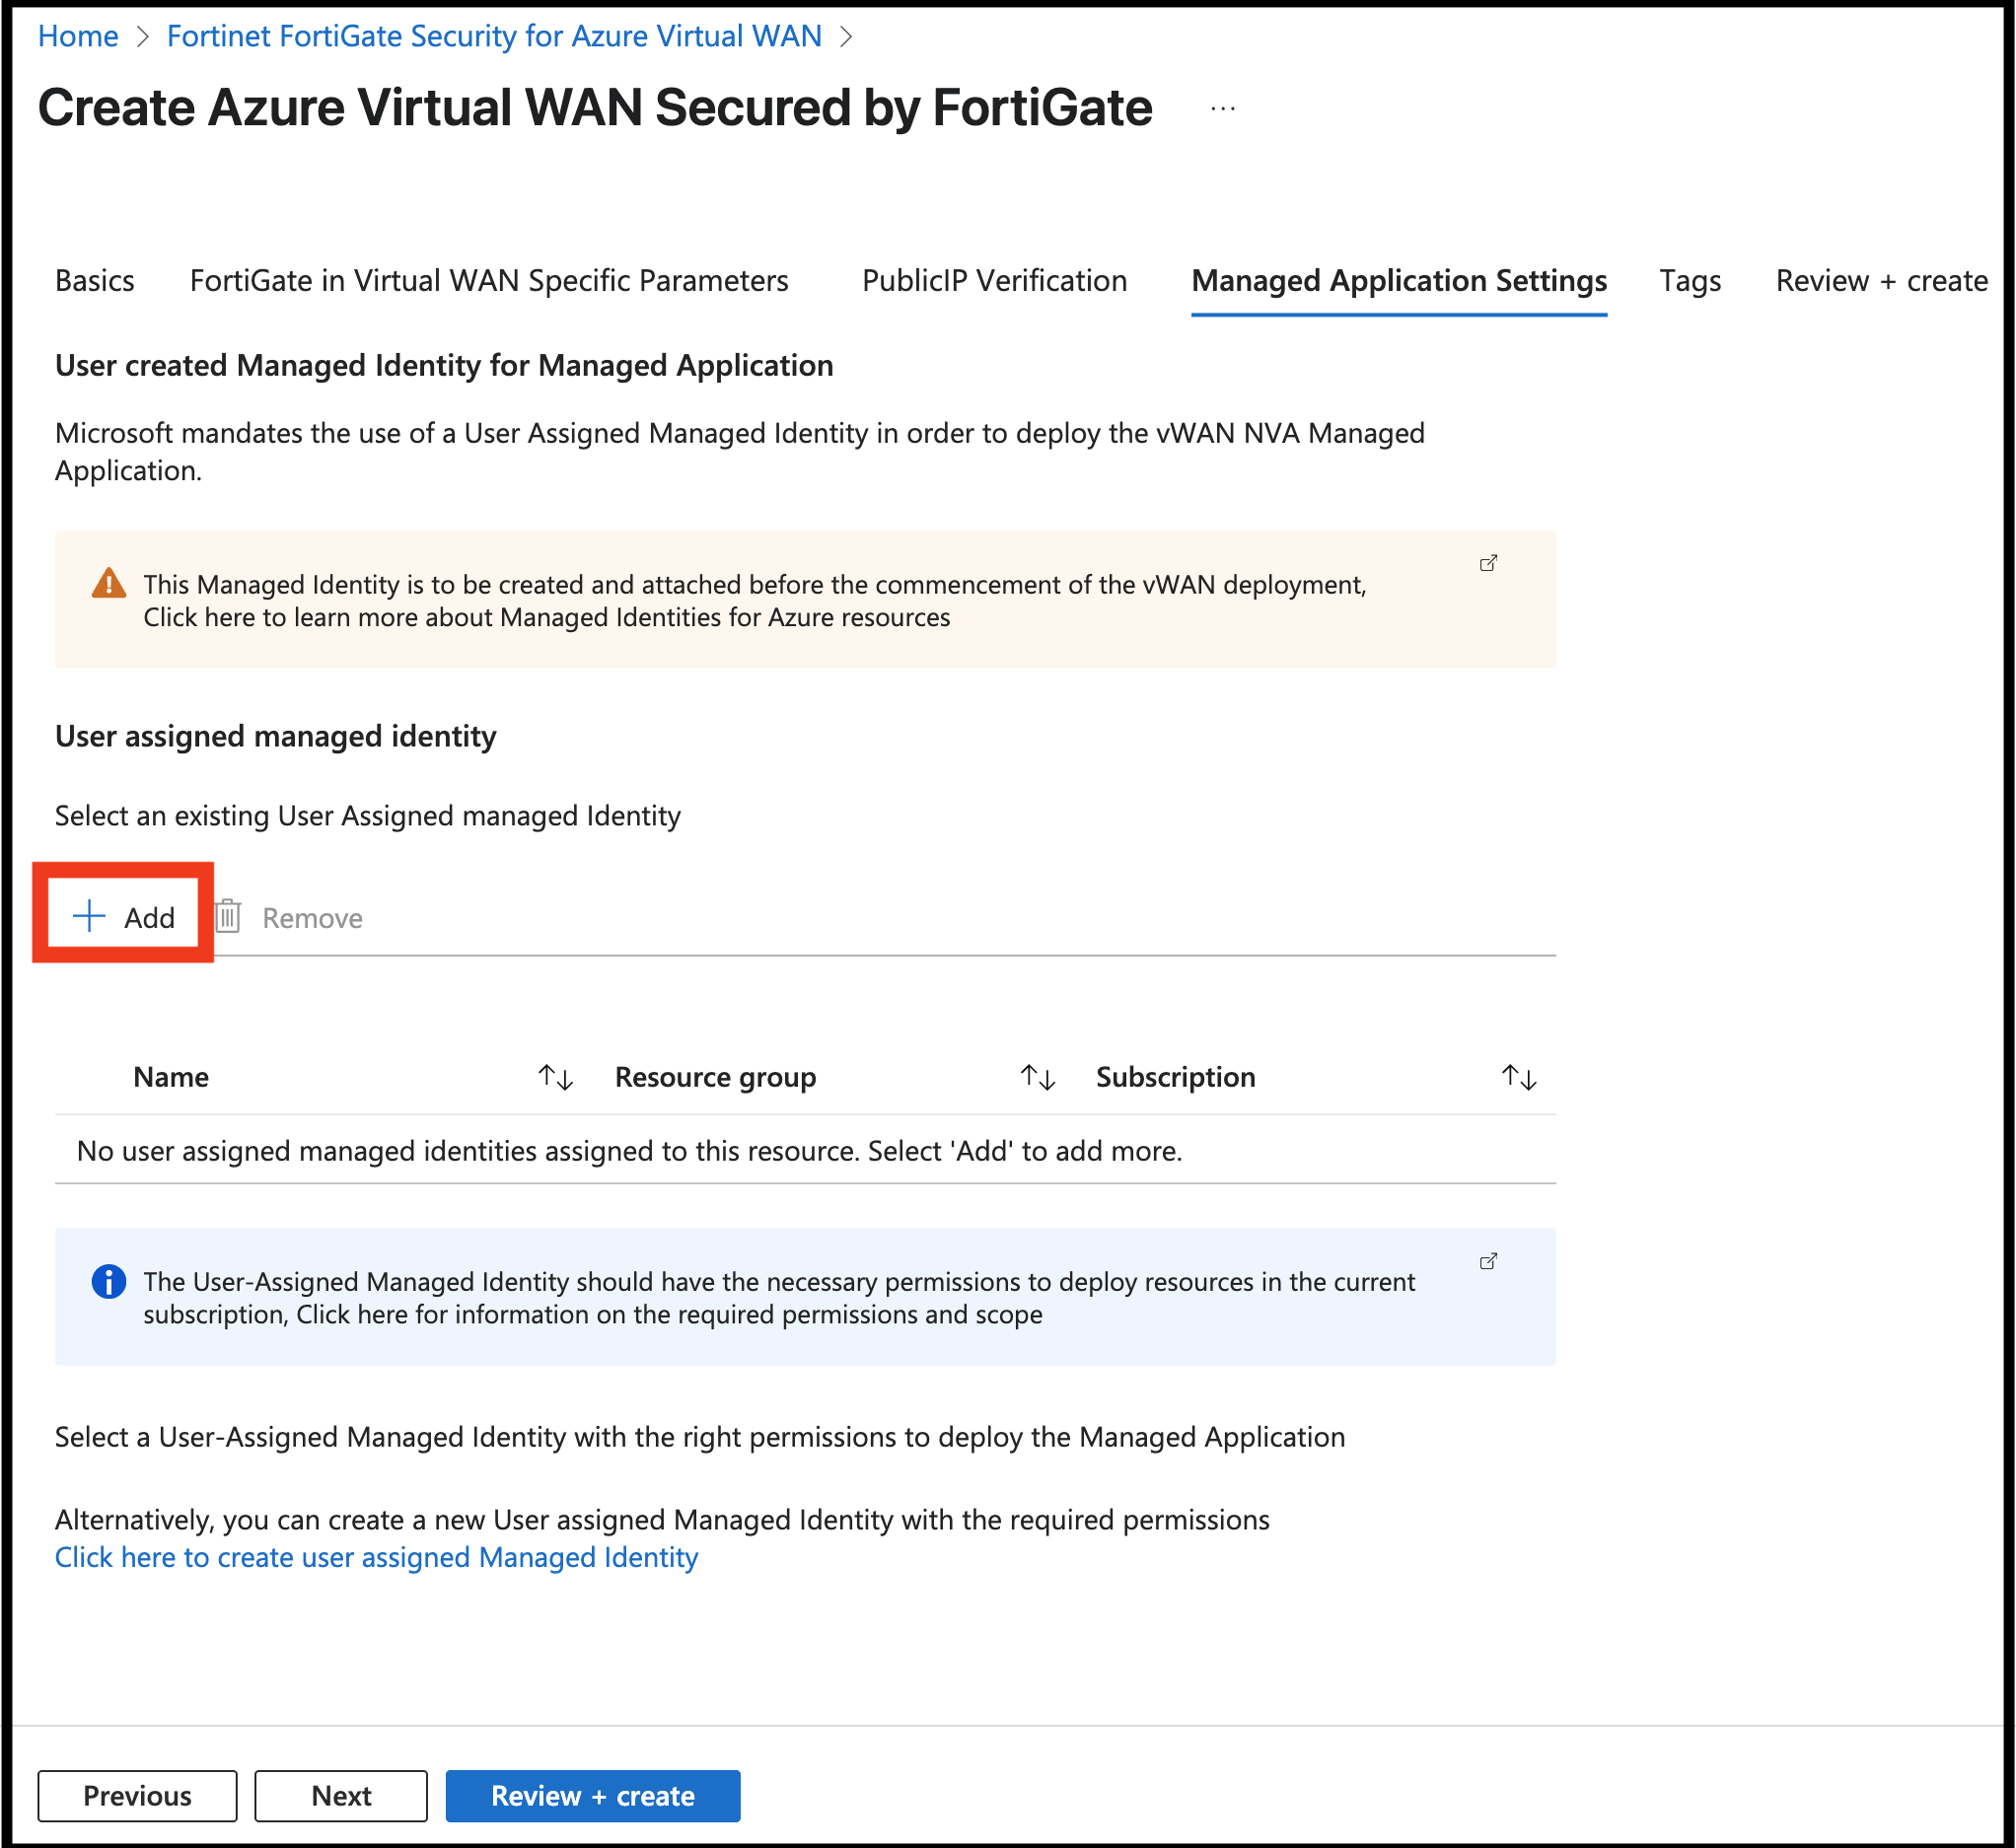 Home > Fortinet FortiGate Security for Azure Virtual WAN >
Create Azure Virtual WAN Secured by FortiGate ...
Basics FortiGate in Virtual WAN Specific Parameters PublicIP Verification Managed Application Settings Tags Review + create
User created Managed Identity for Managed Application
Microsoft mandates the use of a User Assigned Managed Identity in order to deploy the vWAN NVA Managed
Application.
This Managed Identity is to be created and attached before the commencement of the vWAN deployment,
Click here to learn more about Managed Identities for Azure resources
User assigned managed identity
Select an existing User Assigned managed Identity
+ Add Remove
Name ↑↓ Resource group ↑↓ Subscription ↑↓
No user assigned managed identities assigned to this resource. Select 'Add' to add more.
The User-Assigned Managed Identity should have the necessary permissions to deploy resources in the current
subscription, Click here for information on the required permissions and scope
Select a User-Assigned Managed Identity with the right permissions to deploy the Managed Application
Alternatively, you can create a new User assigned Managed Identity with the required permissions
Click here to create user assigned Managed Identity
Previous Next Review + create